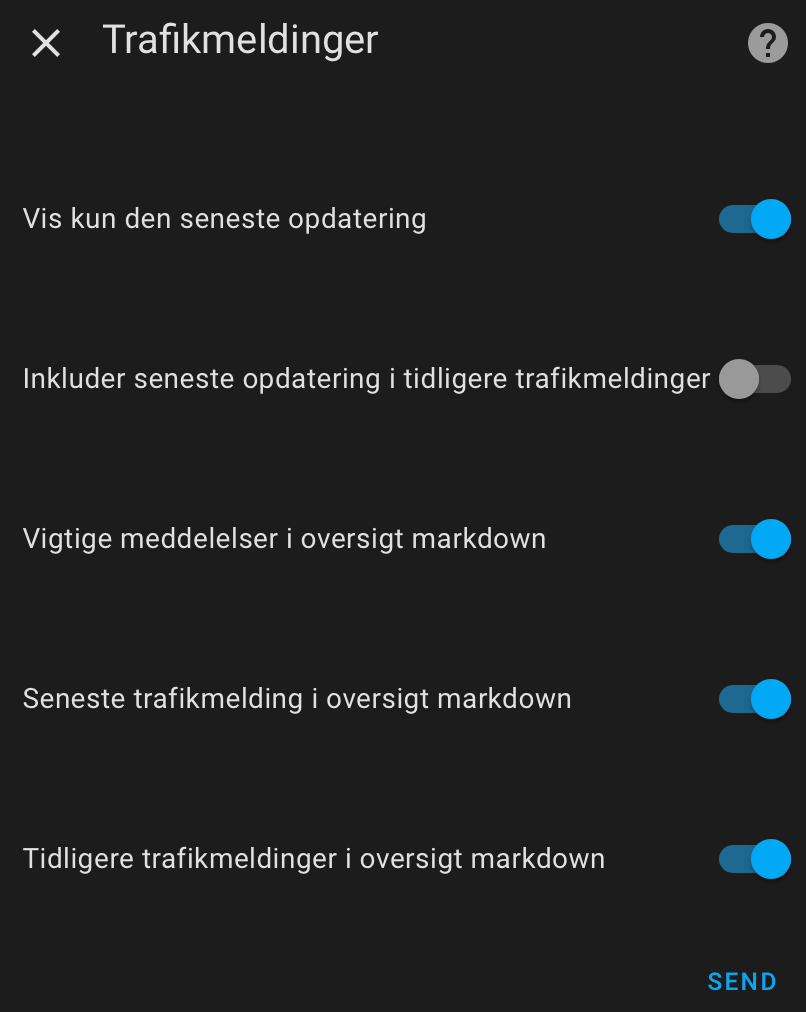 Trafikmeldinger
Vis kun den seneste opdatering
Inkluder seneste opdatering i tidligere trafikmeldinger
Vigtige meddelelser i oversigt markdown
Seneste trafikmelding i oversigt markdown
Tidligere trafikmeldinger i oversigt markdown
SEND